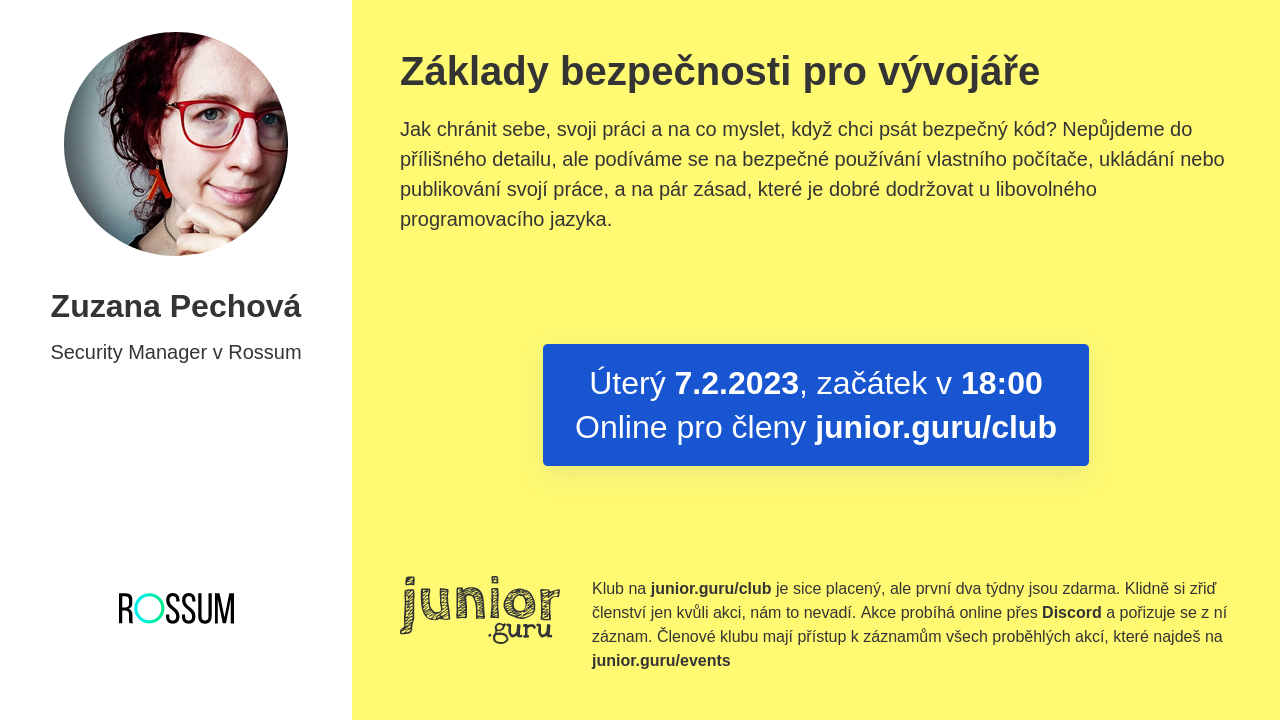 Zuzana Pechová
Security Manager v Rossum
ROSSUM
Základy bezpečnosti pro vývojáře
Jak chránit sebe, svoji práci a na co myslet, když chci psát bezpečný kód? Nepůjdeme do
přílišného detailu, ale podíváme se na bezpečné používání vlastního počítače, ukládání nebo
publikování svojí práce, a na pár zásad, které je dobré dodržovat u libovolného
programovacího jazyka.
Úterý 7.2.2023, začátek v 18:00
Online pro členy junior.guru/club
junior
.guru
Klub na junior.guru/club je sice placený, ale první dva týdny jsou zdarma. Klidně si zřiď
členství jen kvůli akci, nám to nevadí. Akce probíhá online přes Discord a pořizuje se z ní
záznam. Členové klubu mají přístup k záznamům všech proběhlých akcí, které najdeš na
junior.guru/events